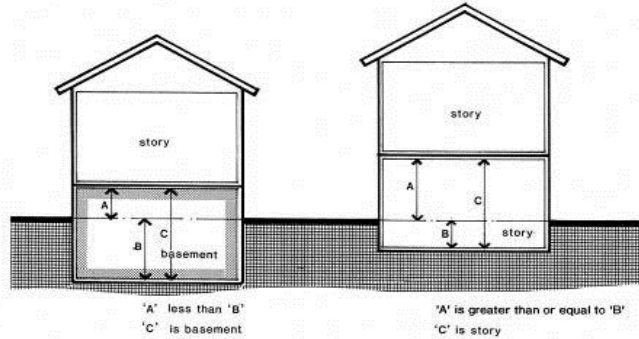 story
A
B
C
basement
story
A
C
B
story
'A' less than 'B'
'C' is basement
'A' is greater than or equal to 'B'
'C' is story